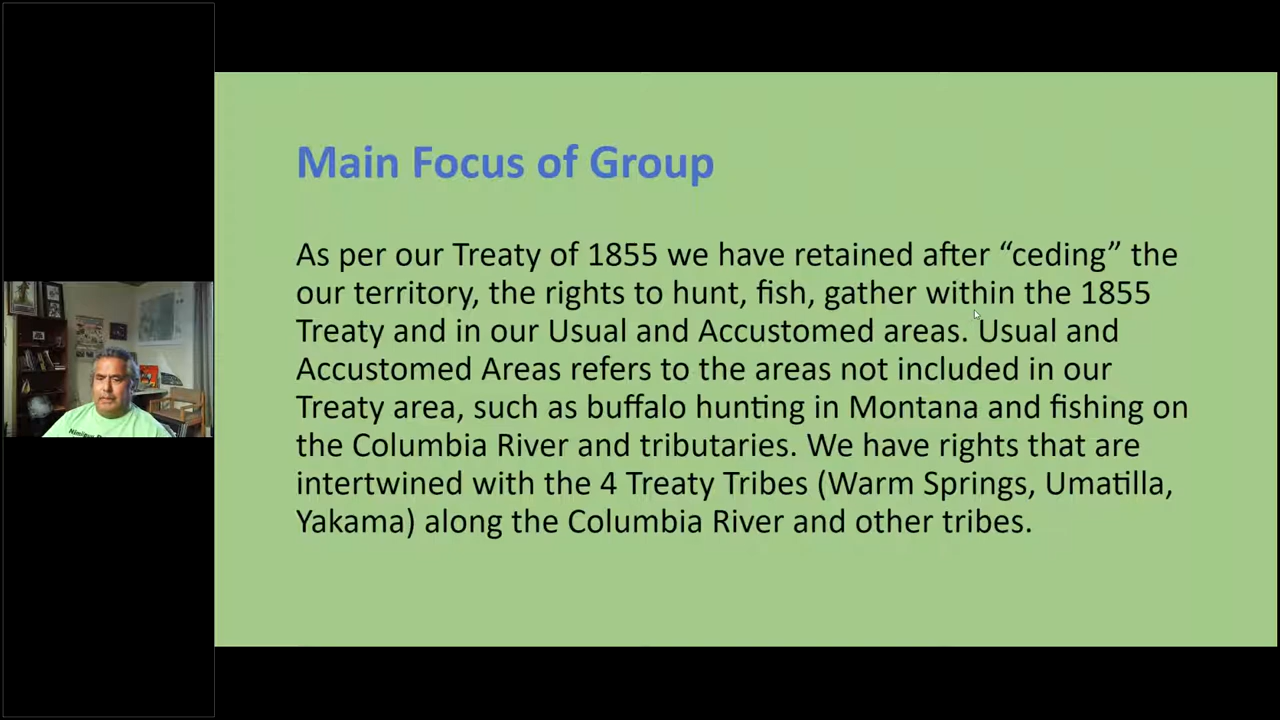 Main Focus of Group
As per our Treaty of 1855 we have retained after “ceding” the
our territory, the rights to hunt, fish, gather within the 1855
Treaty and in our Usual and Accustomed areas. Usual and
Accustomed Areas refers to the areas not included in our
Treaty area, such as buffalo hunting in Montana and fishing on
the Columbia River and tributaries. We have rights that are
intertwined with the 4 Treaty Tribes (Warm Springs, Umatilla,
Yakama) along the Columbia River and other tribes.